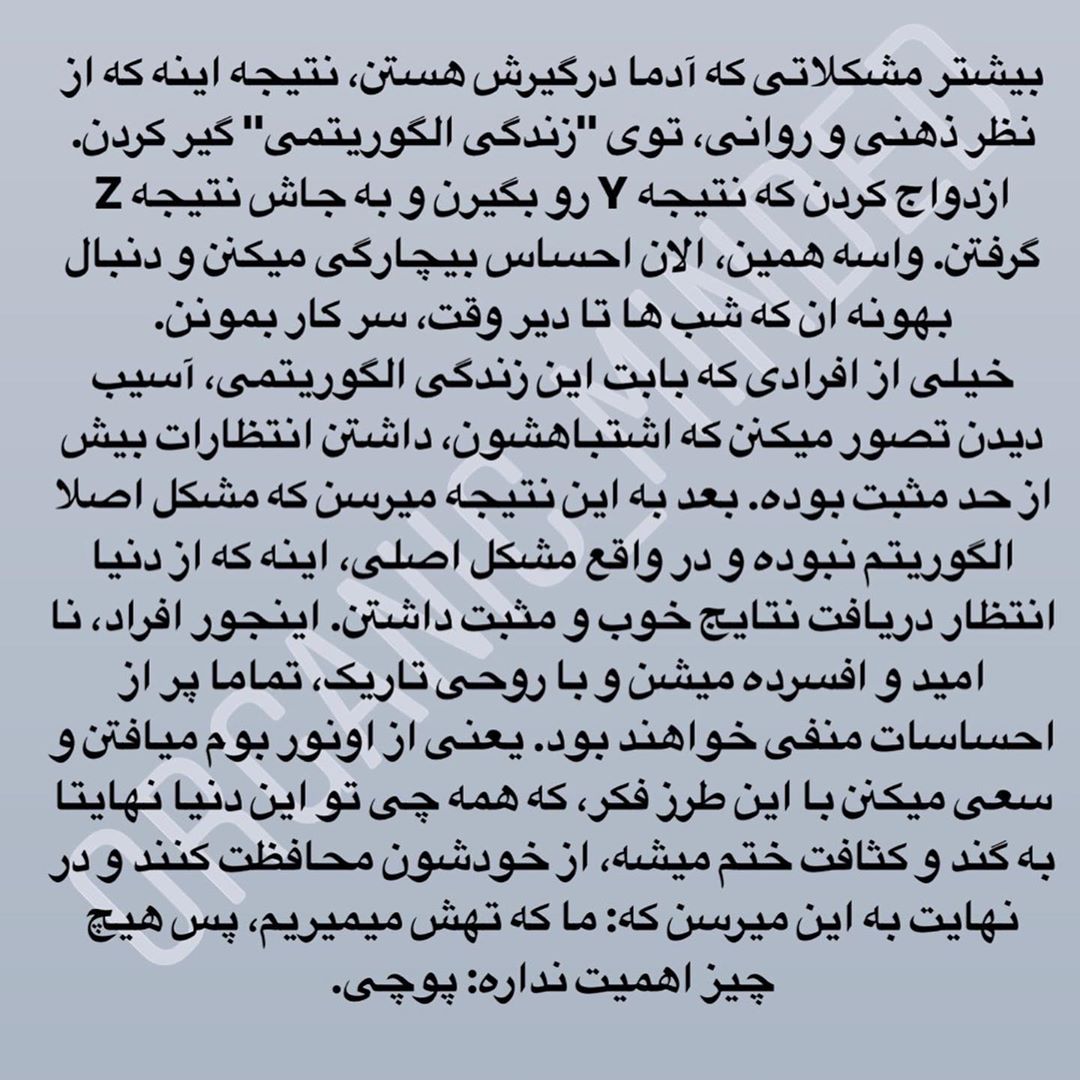 بیشتر مشکلاتی که آدما درگیرش هستن، نتیجه اینه که از
نظر ذهنی و روانی، توی "زندگی الگوریتمی" گیر کردن.
ازدواج کردن که نتیجه Y رو بگیرن و به جاش نتیجه Z
گرفتن. واسه همین، الان احساس بیچارگی میکنن و دنبال
بهونه ان که شب ها تا دیر وقت، سر کار بمونن.
خیلی از افرادی که بابت این زندگی الگوریتمی، آسیب
دیدن تصور میکنن که اشتباهشون، داشتن انتظارات بیش
از حد مثبت بوده. بعد به این نتیجه میرسن که مشکل اصلا
الگوریتم نبوده و در واقع مشکل اصلی، اینه که از دنیا
انتظار دریافت نتایج خوب و مثبت داشتن. اینجور افراد، نا
امید و افسرده میشن و با روحی تاریک، تماما پر از
احساسات منفی خواهند بود. یعنی از اونور بوم میافتن و
سعی میکنن با این طرز فکر، که همه چی تو این دنیا نهایتا
به گند و کثافت ختم میشه، از خودشون محافظت کنند و در
نهایت به این میرسن که: ما که تهش میمیریم، پس هیچ
چیز اهمیت نداره: پوچی.
ORGANIC_MINDED